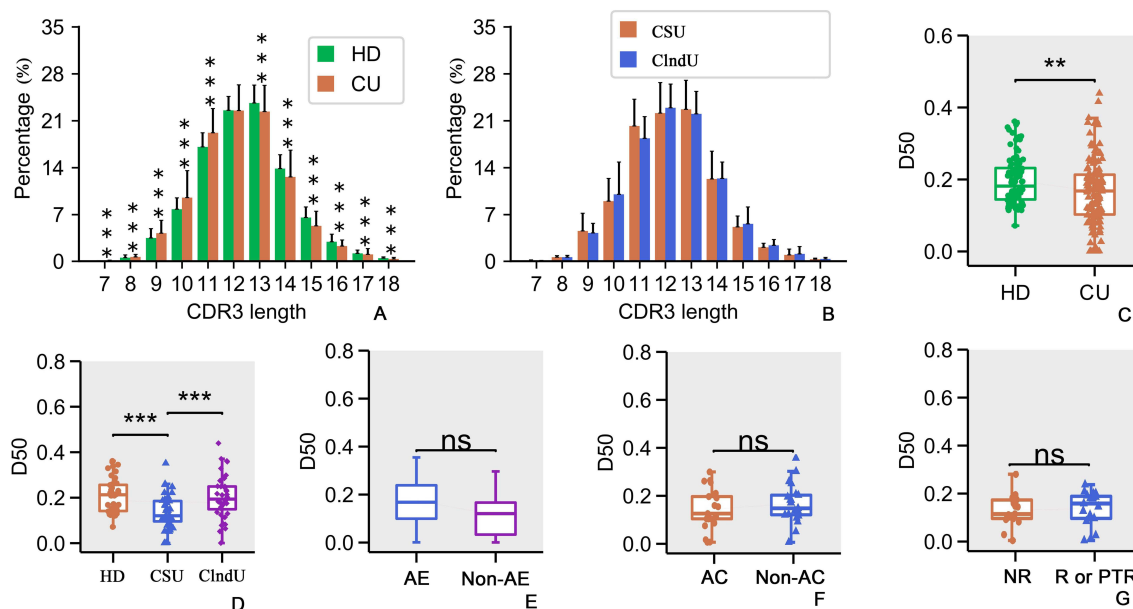 35
28
21
14
7
0
Percentage (%)
HD
CU
***
***
***
***
***
***
***
***
***
***
***
7 8 9 10 11 12 13 14 15 16 17 18
CDR3 length
A
35
28
21
14
7
0
Percentage (%)
CSU
ClndU
7 8 9 10 11 12 13 14 15 16 17 18
CDR3 length
B
0.6
0.4
0.2
0.0
D50
**
HD CU
C
0.8
0.6
0.4
0.2
0.0
D50
*** ***
HD CSU ClndU
D
0.8
0.6
0.4
0.2
0.0
D50
ns
AE Non-AE
E
0.8
0.6
0.4
0.2
0.0
D50
ns
AC Non-AC
F
0.8
0.6
0.4
0.2
0.0
D50
ns
NR R or PTR
G